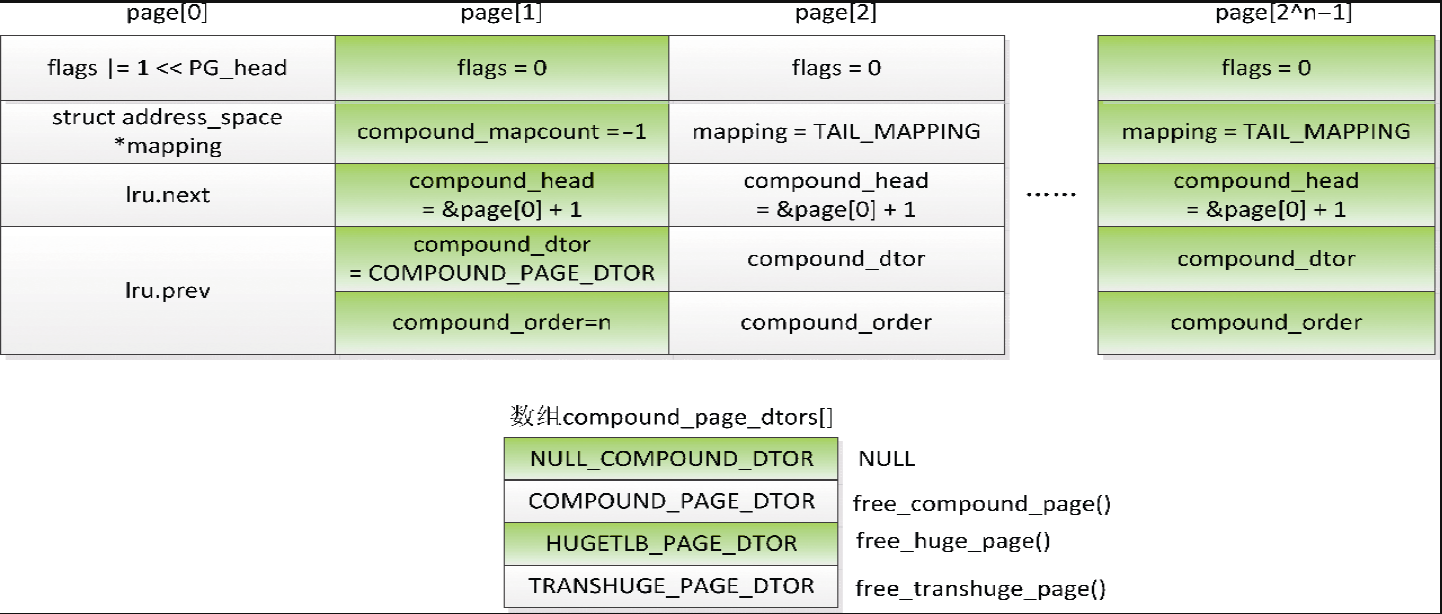 page[0] page[1] page[2] page[2^n−1]
flags |= 1 << PG_head flags = 0 flags = 0 flags = 0
struct address_space
*mapping
compound_mapcount =−1 mapping = TAIL_MAPPING mapping = TAIL_MAPPING
lru.next
compound_head
= &page[0] + 1
compound_head
= &page[0] + 1
……
compound_head
= &page[0] + 1
lru.prev
compound_dtor
= COMPOUND_PAGE_DTOR
compound_dtor compound_dtor
compound_order=n compound_order compound_order
数组compound_page_dtors[]
NULL_COMPOUND_DTOR NULL
COMPOUND_PAGE_DTOR free_compound_page()
HUGETLB_PAGE_DTOR free_huge_page()
TRANSHUGE_PAGE_DTOR free_transhuge_page()